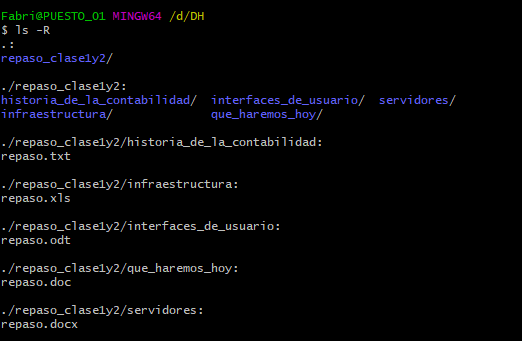 Fabri@PUESTO_01 MINGW64 /d/DH
$ ls -R
.:
repaso_clase1y2/
./repaso_clase1y2:
historia_de_la_contabilidad/ interfaces_de_usuario/ servidores/
infraestructura/ que_haremos_hoy/
./repaso_clase1y2/historia_de_la_contabilidad:
repaso.txt
./repaso_clase1y2/infraestructura:
repaso.xls
./repaso_clase1y2/interfaces_de_usuario:
repaso.odt
./repaso_clase1y2/que_haremos_hoy:
repaso.doc
./repaso_clase1y2/servidores:
repaso.docx